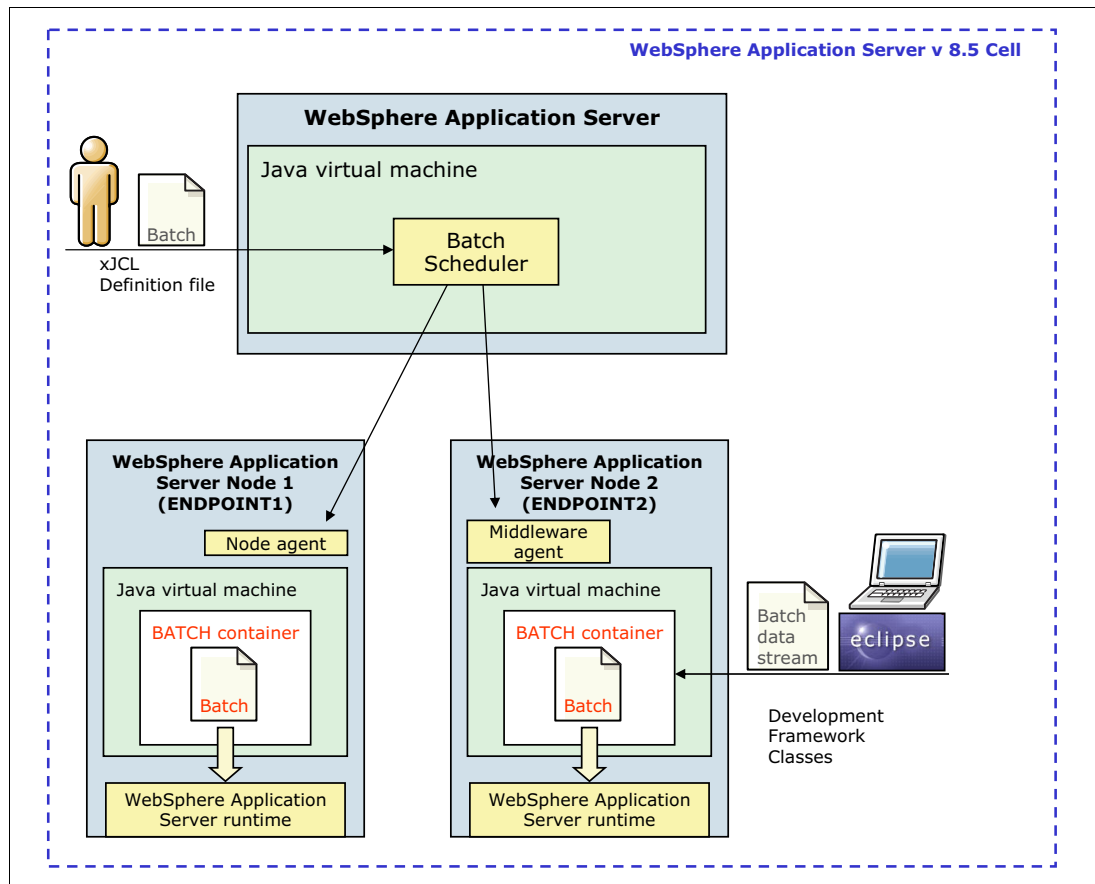 WebSphere Application Server v 8.5 Cell
WebSphere Application Server
Java virtual machine
Batch
Batch
Scheduler
xJCL
Definition file
WebSphere Application
Server Node 1
(ENDPOINT1)
Node agent
Java virtual machine
BATCH container
Batch
WebSphere Application
Server runtime
WebSphere Application
Server Node 2
(ENDPOINT2)
Middleware
agent
Java virtual machine
BATCH container
Batch
WebSphere Application
Server runtime
Batch
data
stream
eclipse
Development
Framework
Classes